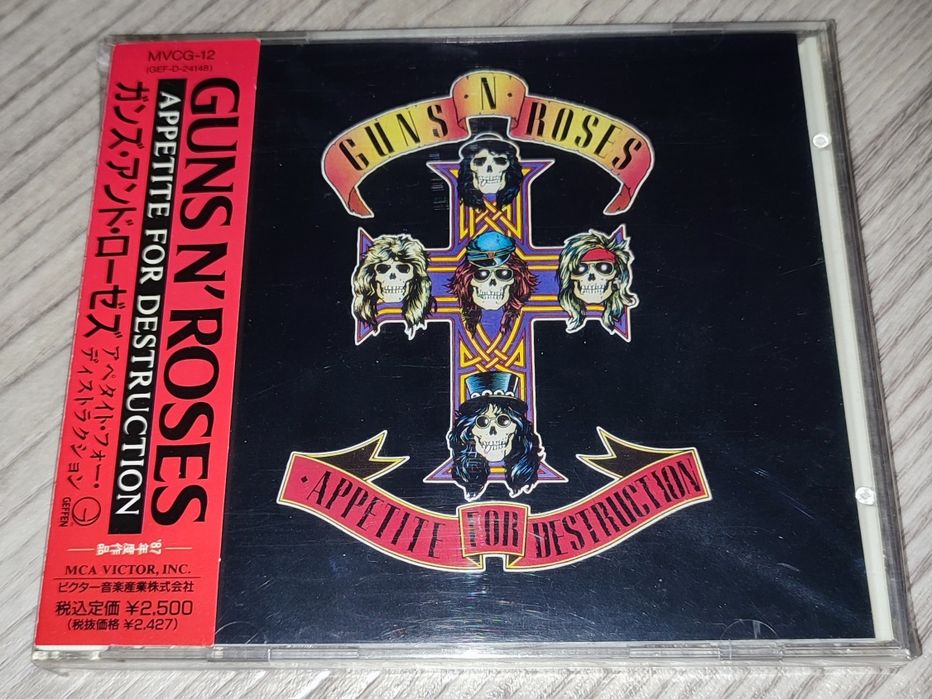 MVCG-12
(GEF-D-24148)
GUNS N' ROSES
APPETITE FOR DESTRUCTION
ガンズ・アンド・ローゼズ
アペタイト・フォー・
ディストラクション
GEFFEN
'87年度作品
MCA VICTOR, INC.
ビクター音楽産業株式会社
税込定価 ¥2,500
(税抜価格 ¥2,427)
GUNS N ROSES
·APPETITE FOR DESTRUCTION